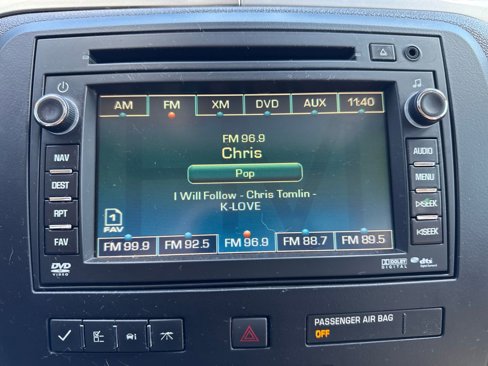 AM FM XM DVD AUX 11:40
FM 96.9
Chris
Pop
I Will Follow - Chris Tomlin -
K-LOVE
1
FAV
FM 99.9 FM 92.5 FM 96.9 FM 88.7 FM 89.5
NAV
DEST
RPT
FAV
AUDIO
MENU
SEEK
SEEK
DVD
VIDEO
DOLBY
DIGITAL
dts
PASSENGER AIR BAG
OFF